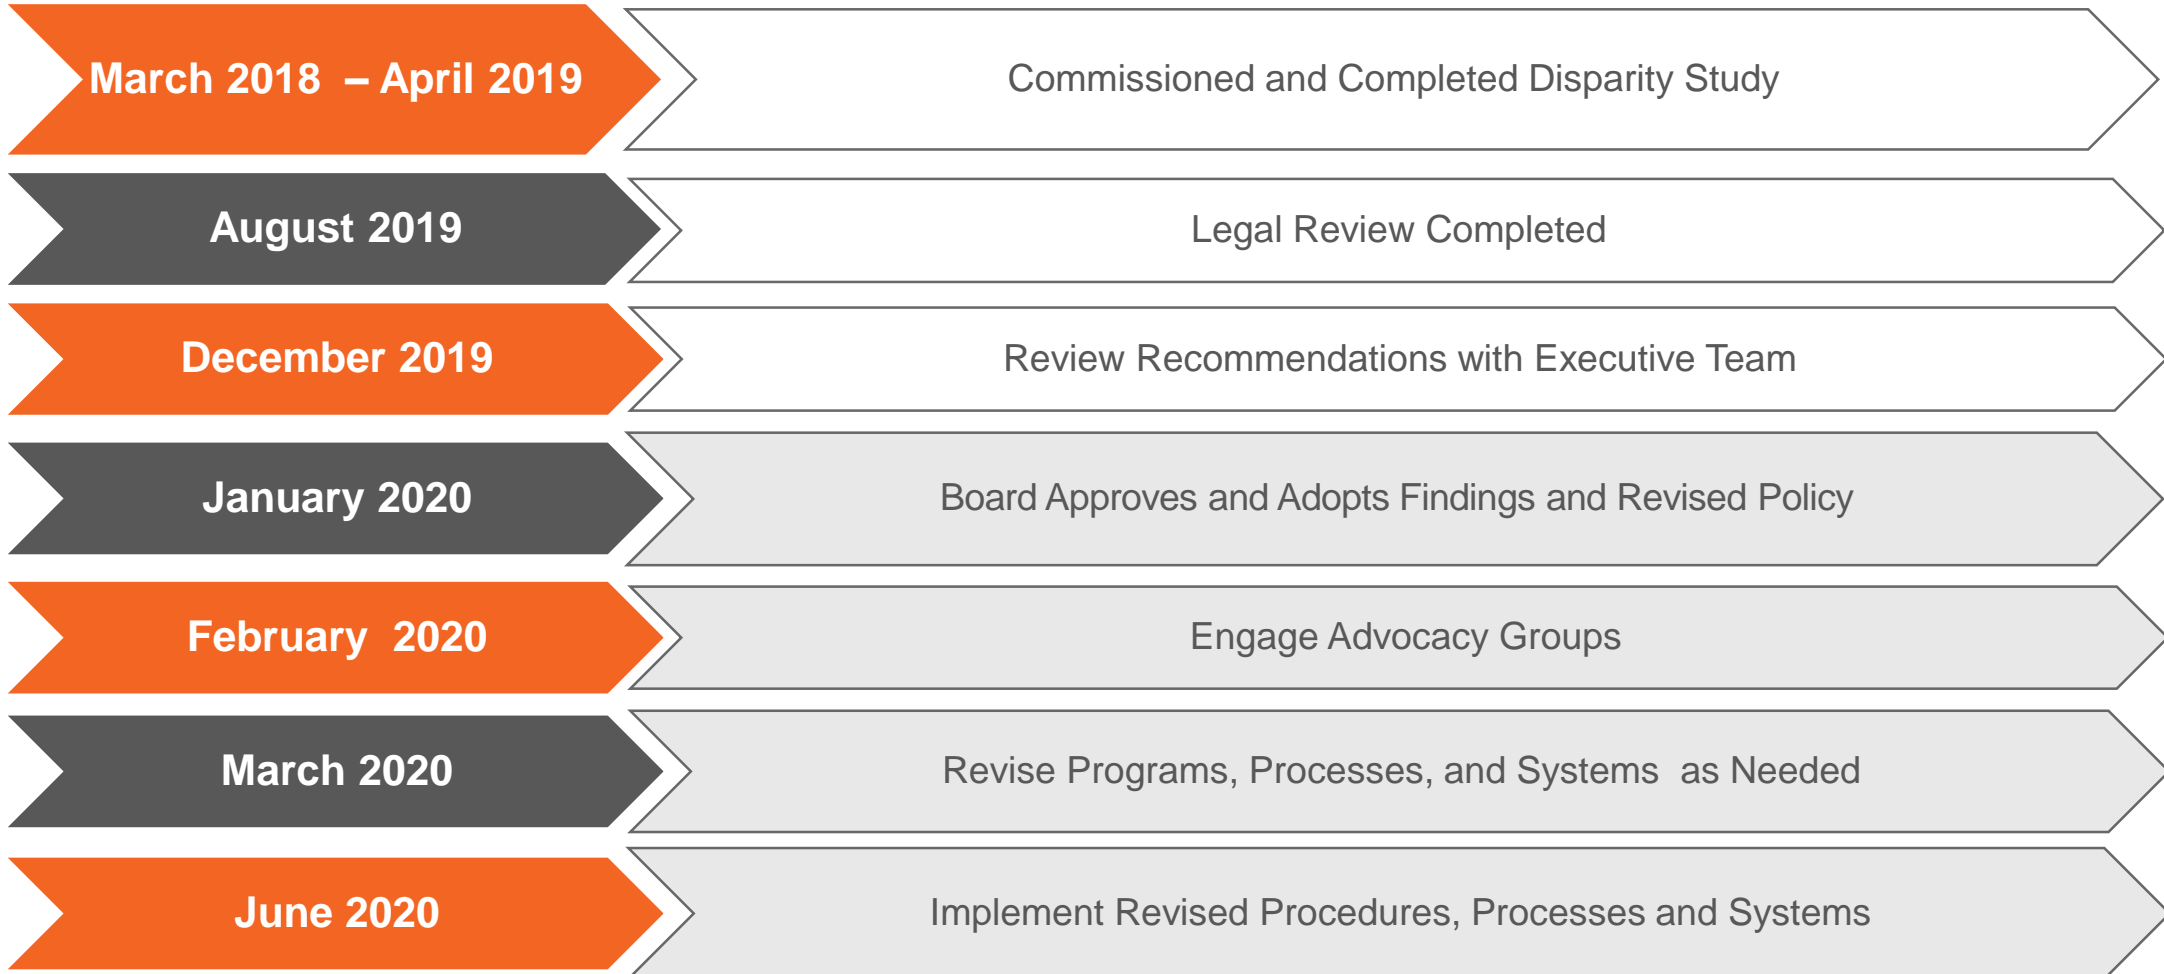 March 2018 – April 2019
Commissioned and Completed Disparity Study
August 2019
Legal Review Completed
December 2019
Review Recommendations with Executive Team
January 2020
Board Approves and Adopts Findings and Revised Policy
February 2020
Engage Advocacy Groups
March 2020
Revise Programs, Processes, and Systems as Needed
June 2020
Implement Revised Procedures, Processes and Systems